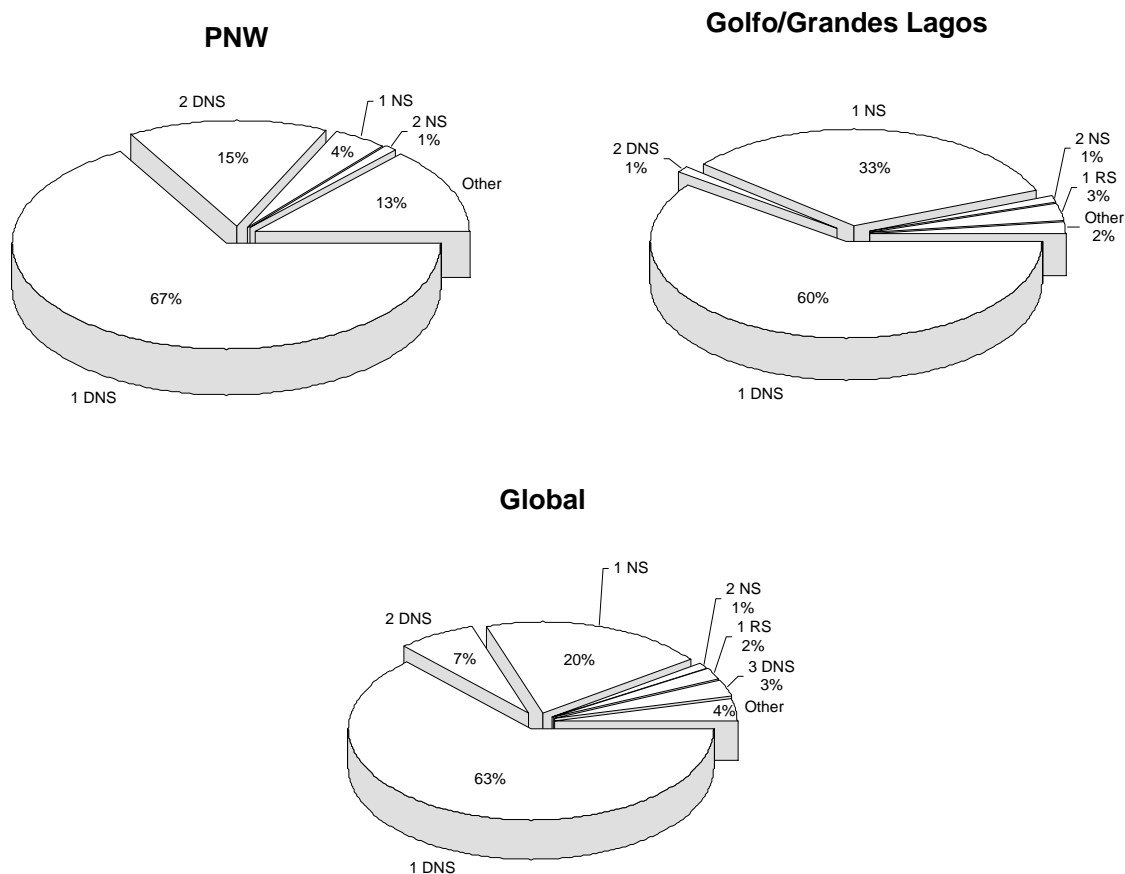 PNW
2 DNS
15%
1 NS
4%
2 NS
1%
Other
13%
67%
1 DNS
Golfo/Grandes Lagos
1 NS
33%
2 DNS
1%
2 NS
1%
1 RS
3%
Other
2%
60%
1 DNS
Global
1 NS
20%
2 DNS
7%
2 NS
1%
1 RS
2%
3 DNS
3%
Other
4%
63%
1 DNS